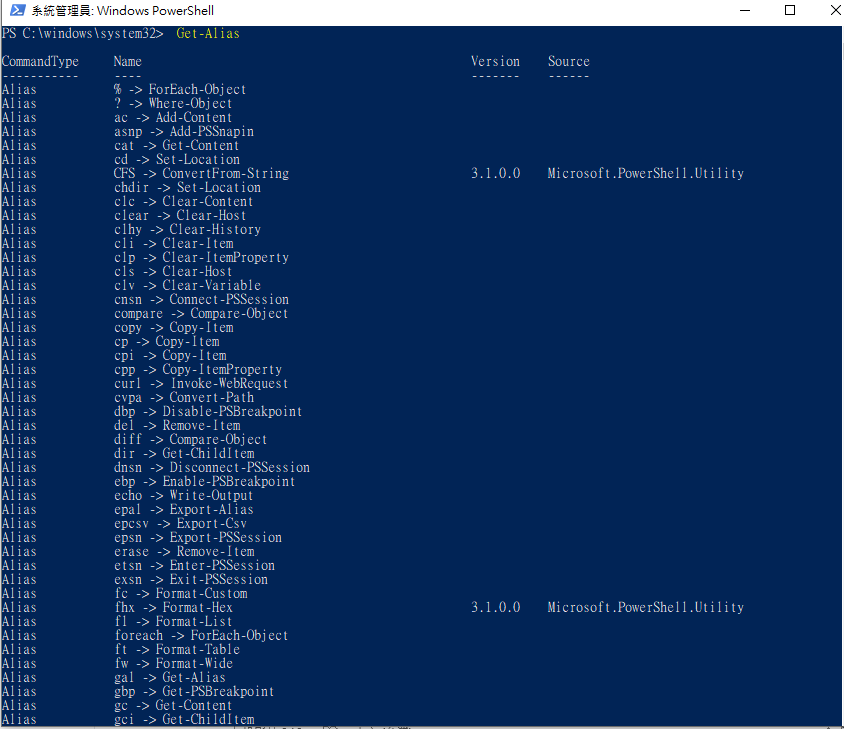 系統管理員: Windows PowerShell
PS C:\windows\system32> Get-Alias
CommandType Name Version Source
----------- ---- ------- ------
Alias % -> ForEach-Object
Alias ? -> Where-Object
Alias ac -> Add-Content
Alias asnp -> Add-PSSnapin
Alias cat -> Get-Content
Alias cd -> Set-Location
Alias CFS -> ConvertFrom-String 3.1.0.0 Microsoft.PowerShell.Utility
Alias chdir -> Set-Location
Alias clc -> Clear-Content
Alias clear -> Clear-Host
Alias clhy -> Clear-History
Alias cli -> Clear-Item
Alias clp -> Clear-ItemProperty
Alias cls -> Clear-Host
Alias clv -> Clear-Variable
Alias cnsn -> Connect-PSSession
Alias compare -> Compare-Object
Alias copy -> Copy-Item
Alias cp -> Copy-Item
Alias cpi -> Copy-Item
Alias cpp -> Copy-ItemProperty
Alias curl -> Invoke-WebRequest
Alias cvpa -> Convert-Path
Alias dbp -> Disable-PSBreakpoint
Alias del -> Remove-Item
Alias diff -> Compare-Object
Alias dir -> Get-ChildItem
Alias dnsn -> Disconnect-PSSession
Alias ebp -> Enable-PSBreakpoint
Alias echo -> Write-Output
Alias epal -> Export-Alias
Alias epcsv -> Export-Csv
Alias epsn -> Export-PSSession
Alias erase -> Remove-Item
Alias etsn -> Enter-PSSession
Alias exsn -> Exit-PSSession
Alias fc -> Format-Custom
Alias fhx -> Format-Hex 3.1.0.0 Microsoft.PowerShell.Utility
Alias fl -> Format-List
Alias foreach -> ForEach-Object
Alias ft -> Format-Table
Alias fw -> Format-Wide
Alias gal -> Get-Alias
Alias gbp -> Get-PSBreakpoint
Alias gc -> Get-Content
Alias gci -> Get-ChildItem